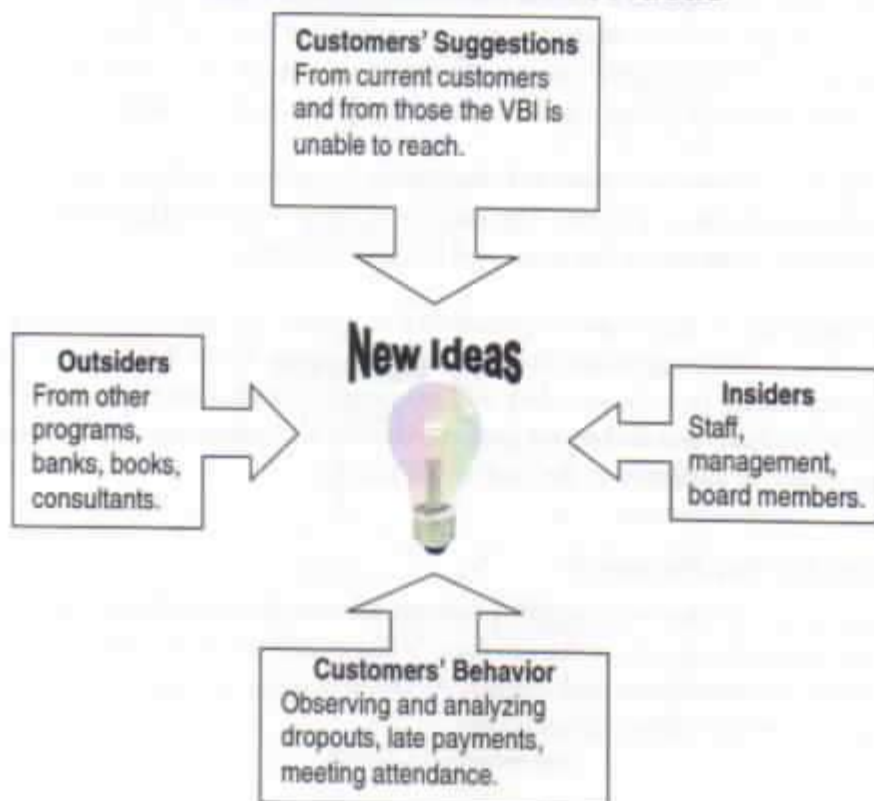 Customers' Suggestions
From current customers
and from those the VBI is
unable to reach.
New Ideas
Outsiders
From other
programs,
banks, books,
consultants.
Insiders
Staff,
management,
board members.
Customers' Behavior
Observing and analyzing
dropouts, late payments,
meeting attendance.